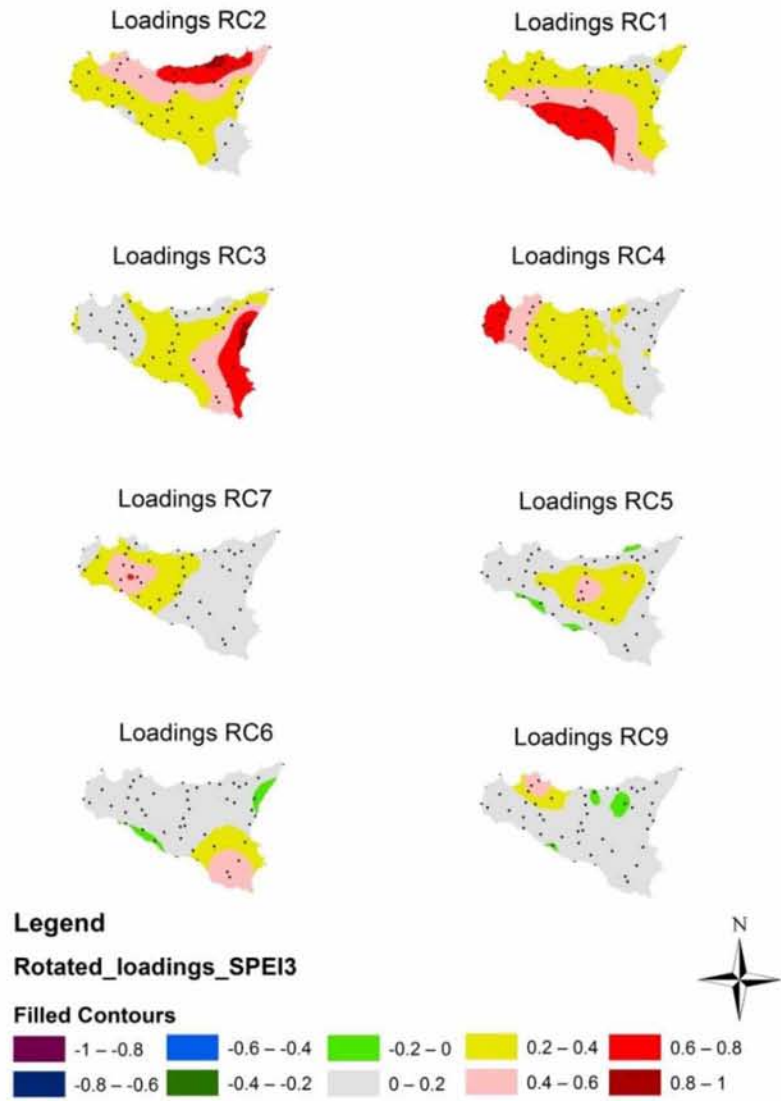 Loadings RC2
Loadings RC1
Loadings RC3
Loadings RC4
Loadings RC7
Loadings RC5
Loadings RC6
Loadings RC9
Legend
N
Rotated_loadings_SPEI3
Filled Contours
-1 – -0.8
-0.6 – -0.4
-0.2 – 0
0.2 – 0.4
0.6 – 0.8
-0.8 – -0.6
-0.4 – -0.2
0 – 0.2
0.4 – 0.6
0.8 – 1